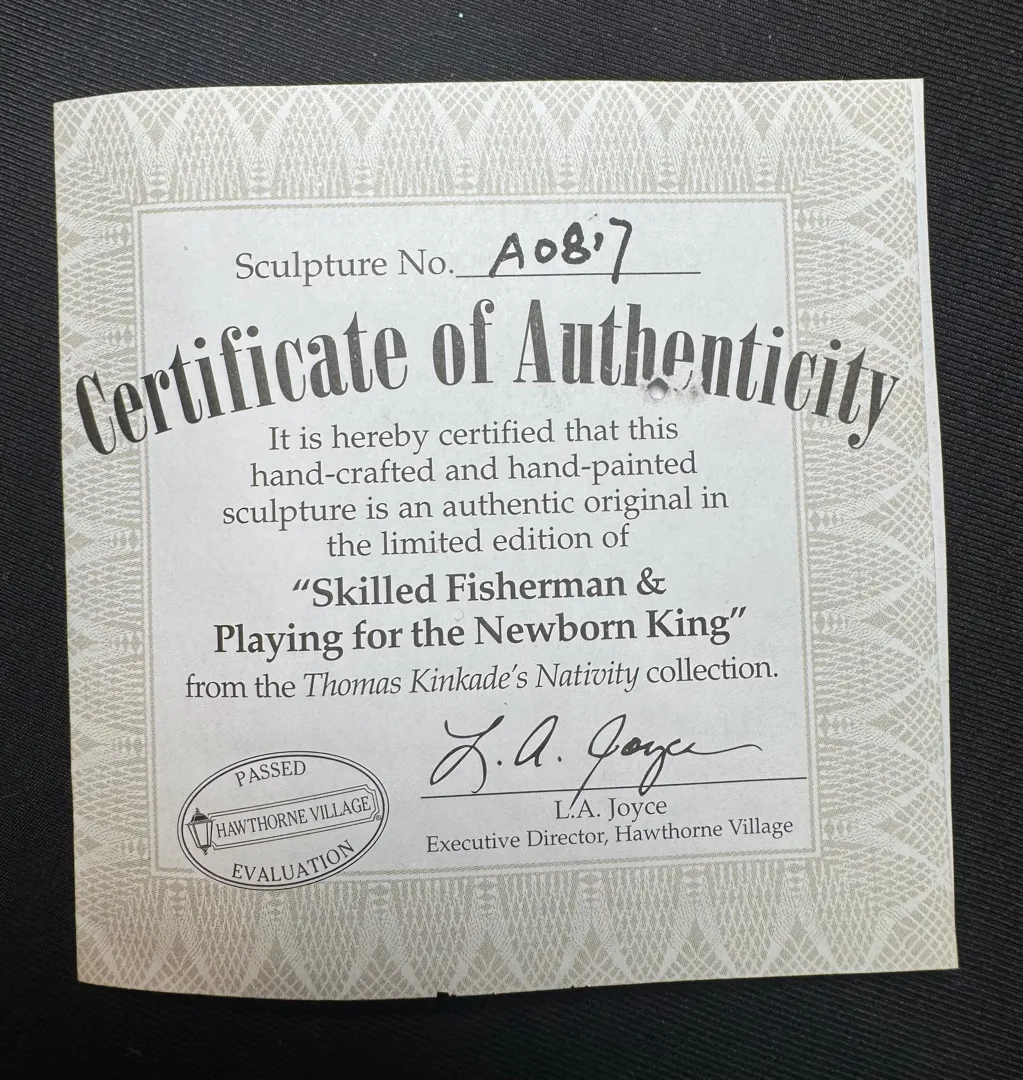 Sculpture No. A0817
Certificate of Authenticity
It is hereby certified that this
hand-crafted and hand-painted
sculpture is an authentic original in
the limited edition of
“Skilled Fisherman &
Playing for the Newborn King”
from the Thomas Kinkade's Nativity collection.
L. A. Joyce
L.A. Joyce
Executive Director, Hawthorne Village
PASSED
HAWTHORNE VILLAGE
EVALUATION